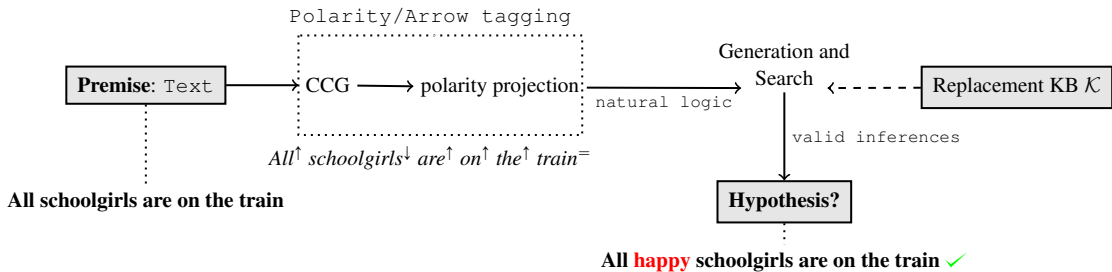 Polarity/Arrow tagging
Premise: Text
CCG
polarity projection
natural logic
Generation and
Search
Replacement KB 𝒦
valid inferences
All↑ schoolgirls↓ are↑ on↑ the↑ train=
All schoolgirls are on the train
Hypothesis?
All happy schoolgirls are on the train ✓